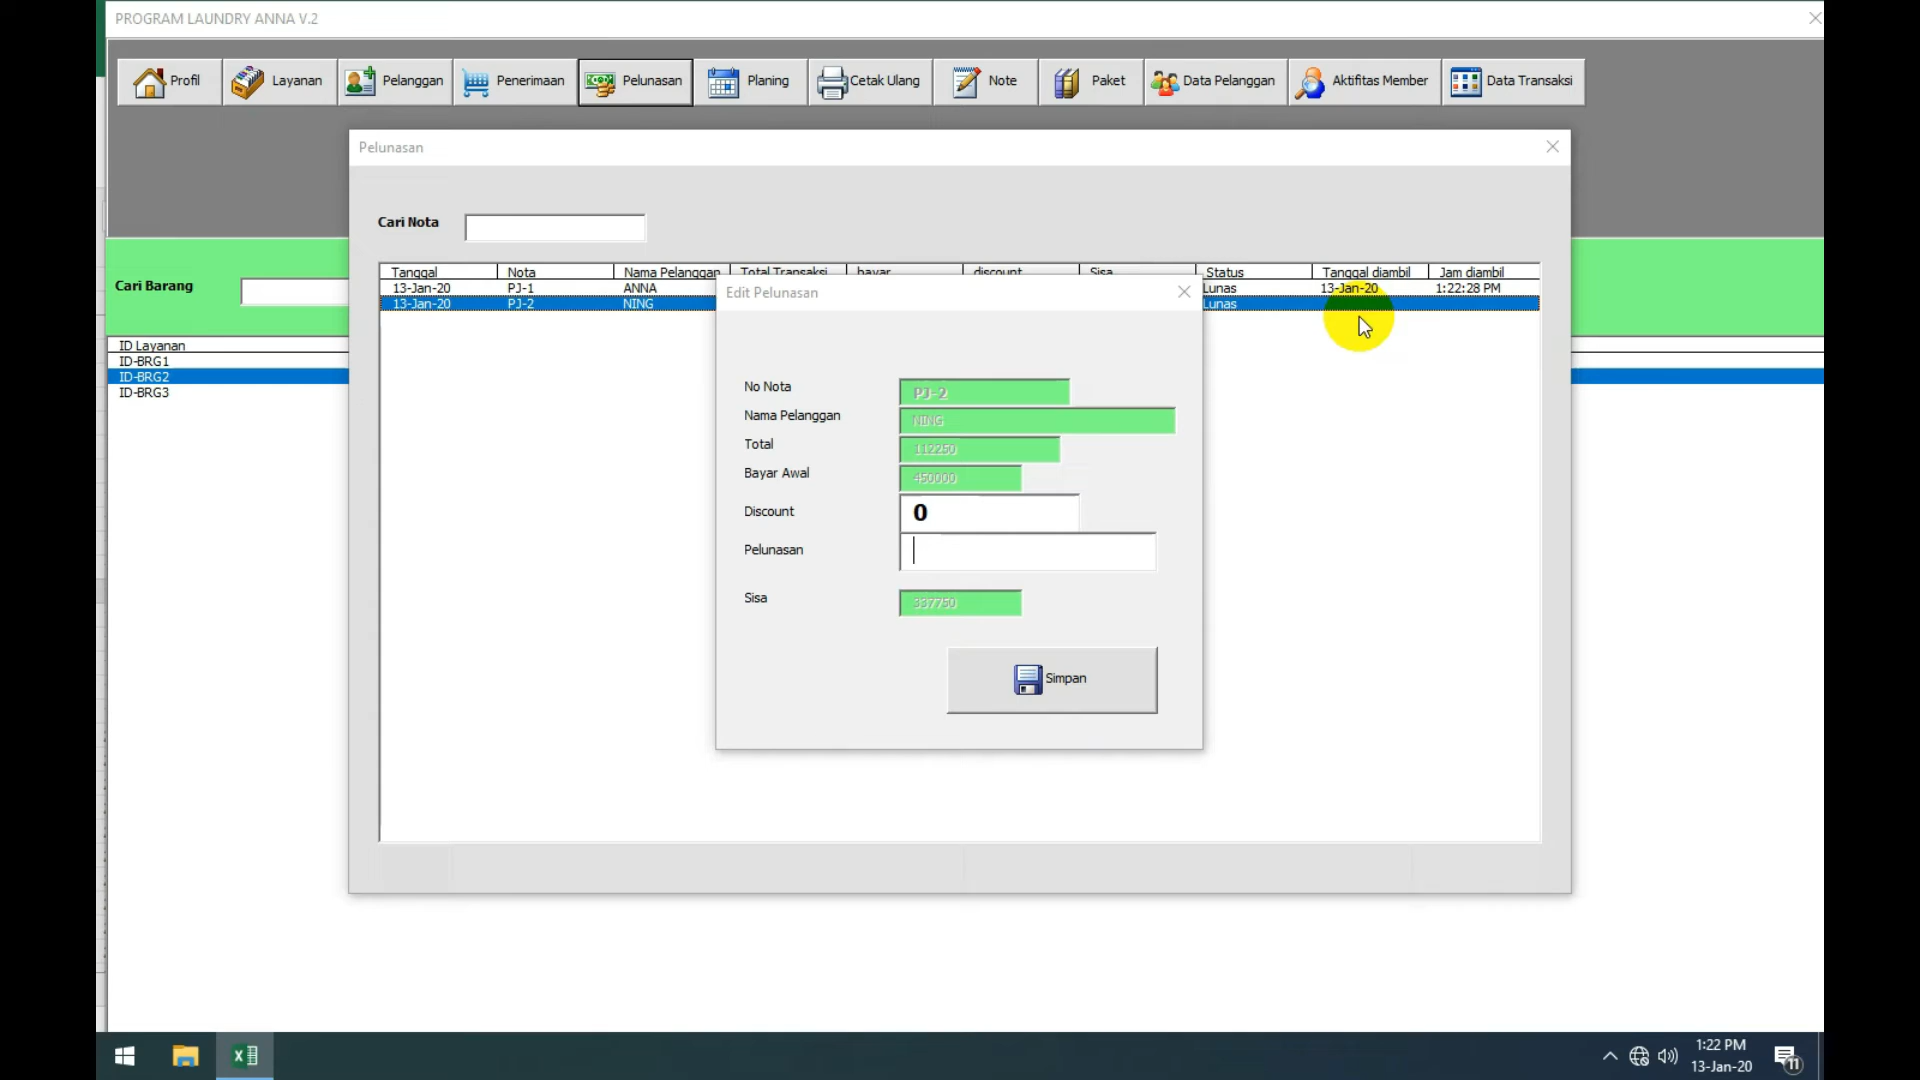 PROGRAM LAUNDRY ANNA V.2
Profil Layanan Pelanggan Penerimaan Pelunasan Planing Cetak Ulang Note Paket Data Pelanggan Aktifitas Member Data Transaksi
Pelunasan
Cari Nota
Cari Barang
Tanggal Nota Nama Pelanggan Total Transaksi bayar discount Sisa Status Tanggal diambil Jam diambil
13-Jan-20 PJ-1 ANNA Lunas 13-Jan-20 1:22:28 PM
13-Jan-20 PJ-2 NING Lunas
ID Layanan
ID-BRG1
ID-BRG2
ID-BRG3
Edit Pelunasan
No Nota PJ-2
Nama Pelanggan NING
Total 112250
Bayar Awal 450000
Discount 0
Pelunasan
Sisa 337750
Simpan
1:22 PM
13-Jan-20
11